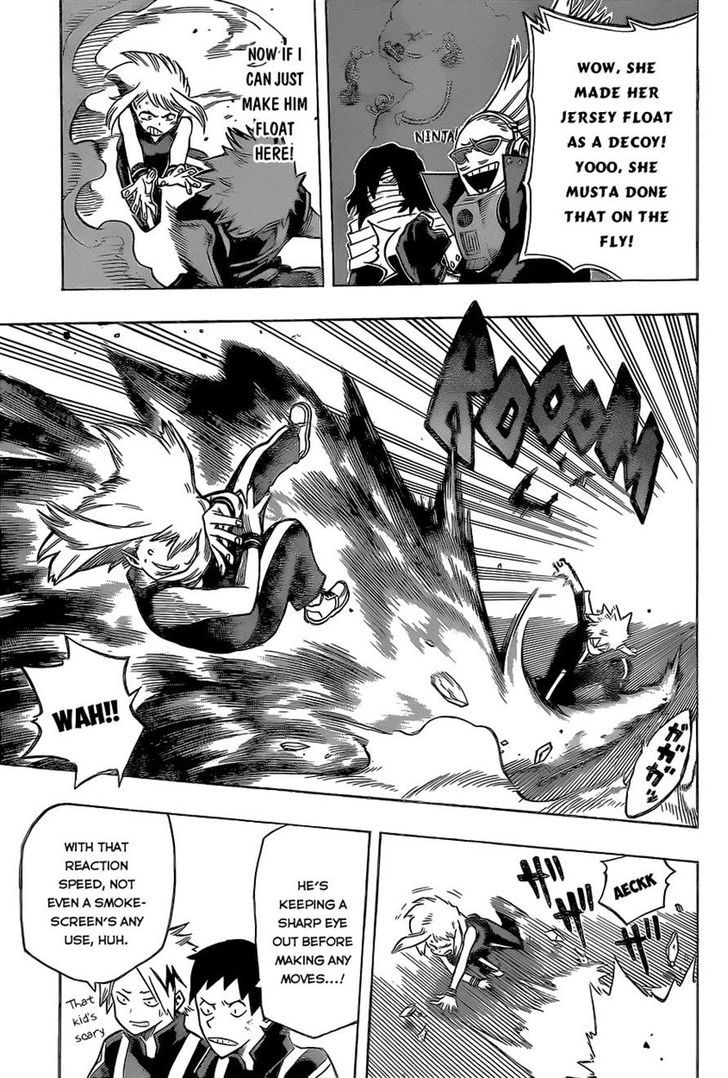 WOW, SHE
MADE HER
JERSEY FLOAT
AS A DECOY!
YOOO, SHE
MUSTA DONE
THAT ON THE
FLY!
NINJA!
NOW IF I
CAN JUST
MAKE HIM
FLOAT
HERE!
ROOOM
WAH!!
ガガガッ
AECKK
ザザザ
HE'S
KEEPING A
SHARP EYE
OUT BEFORE
MAKING ANY
MOVES...!
WITH THAT
REACTION
SPEED, NOT
EVEN A SMOKE-
SCREEN'S ANY
USE, HUH.
That
kid's
scary